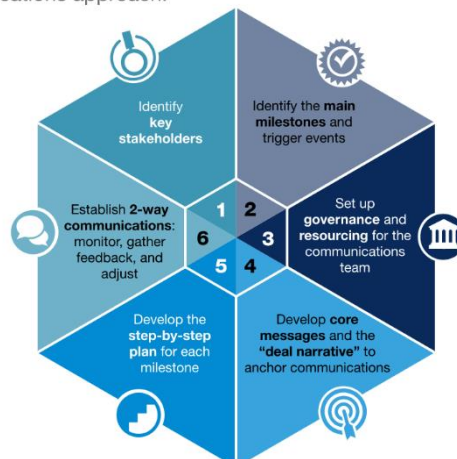 cations approach.
Identify
key
stakeholders
Identify the main
milestones and
trigger events
Set up
governance and
resourcing for the
communications
team
Develop core
messages and the
“deal narrative” to
anchor communications
Develop the
step-by-step
plan for each
milestone
Establish 2-way
communications:
monitor, gather
feedback, and
adjust
1
2
3
4
5
6